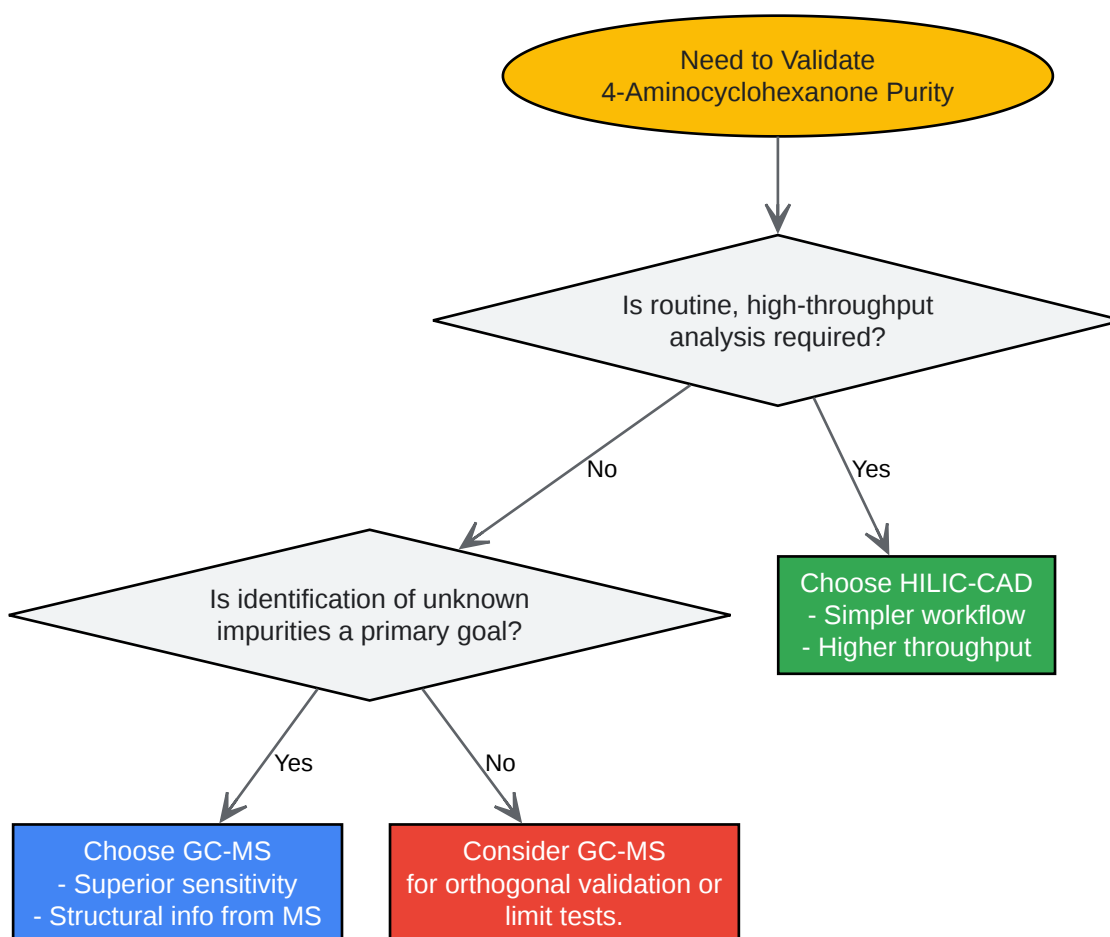 Need to Validate
4-Aminocyclohexanone Purity
Is routine, high-throughput
analysis required?
No
Yes
Is identification of unknown
impurities a primary goal?
Choose HILIC-CAD
- Simpler workflow
- Higher throughput
Yes
No
Choose GC-MS
- Superior sensitivity
- Structural info from MS
Consider GC-MS
for orthogonal validation or
limit tests.